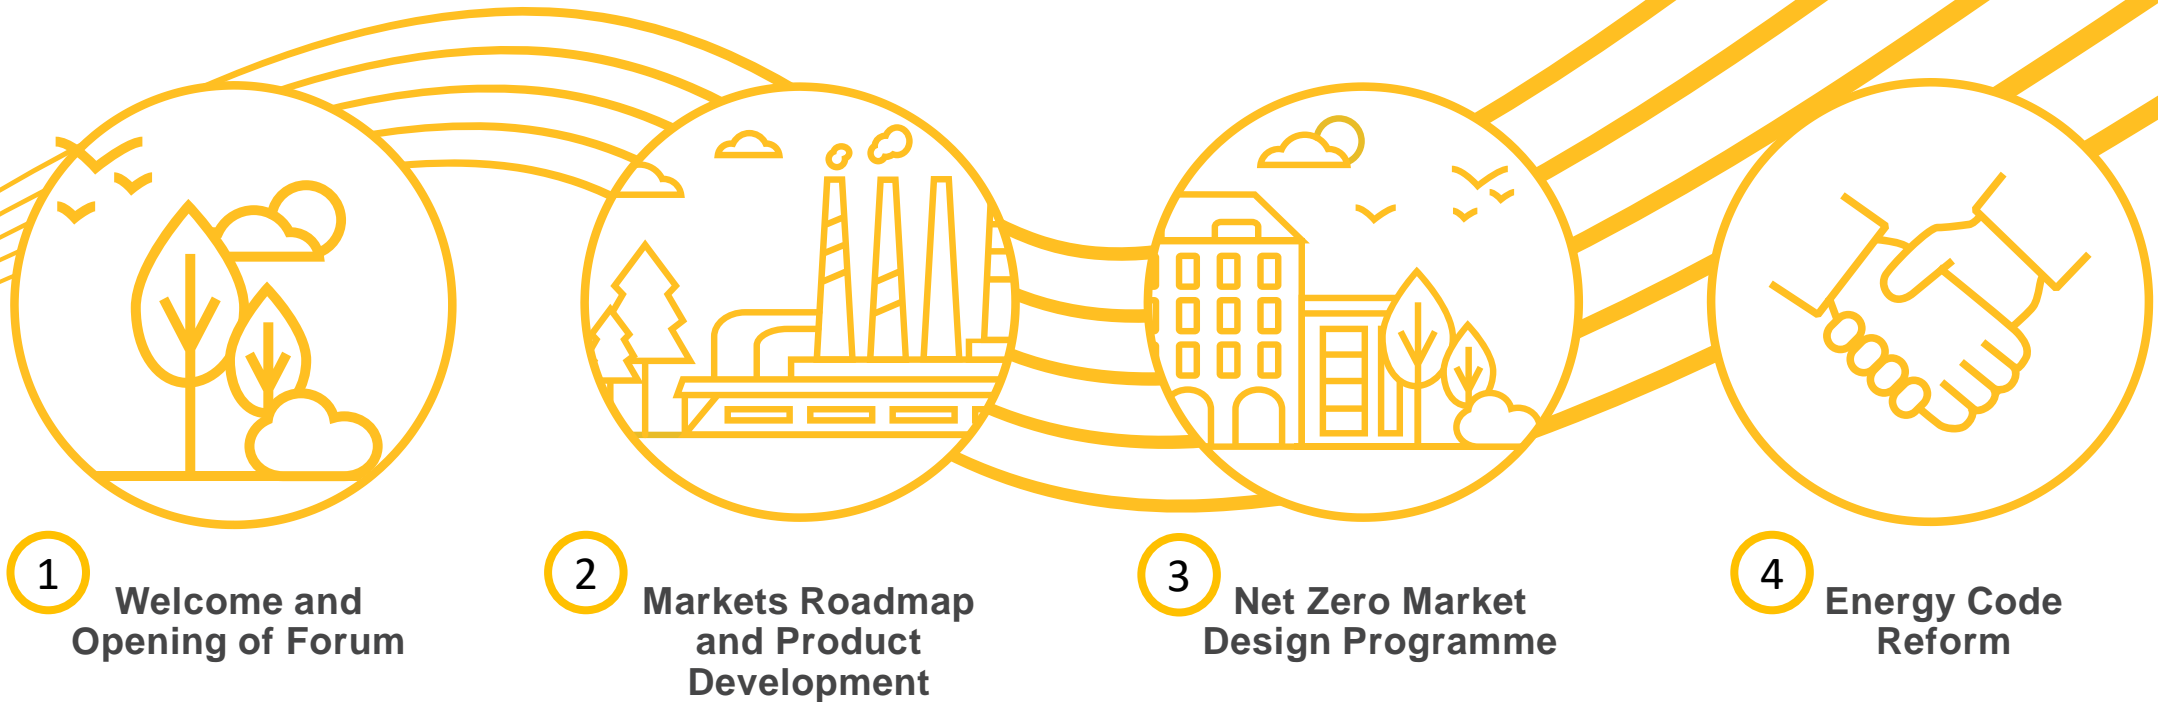 1
Welcome and
Opening of Forum
2
Markets Roadmap
and Product
Development
3
Net Zero Market
Design Programme
4
Energy Code
Reform